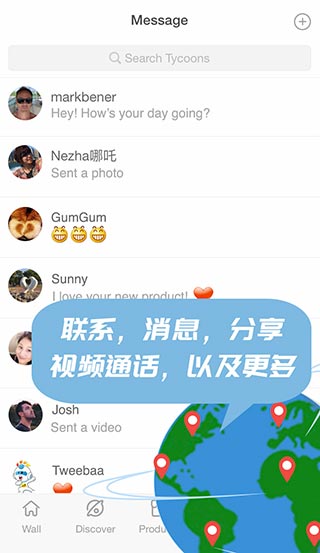 Message
Search Tycoons
markbener
Hey! How's your day going?
Nezha哪吒
Sent a photo
GumGum
Sunny
I love your new product!
联系，消息，分享
视频通话，以及更多
Josh
Sent a video
Tweebaa
Wall
Discover
Produ